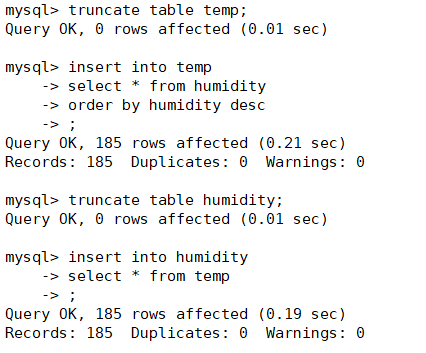 mysql> truncate table temp;
Query OK, 0 rows affected (0.01 sec)

mysql> insert into temp
    -> select * from humidity
    -> order by humidity desc
    -> ;
Query OK, 185 rows affected (0.21 sec)
Records: 185  Duplicates: 0  Warnings: 0

mysql> truncate table humidity;
Query OK, 0 rows affected (0.01 sec)

mysql> insert into humidity
    -> select * from temp
    -> ;
Query OK, 185 rows affected (0.19 sec)
Records: 185  Duplicates: 0  Warnings: 0